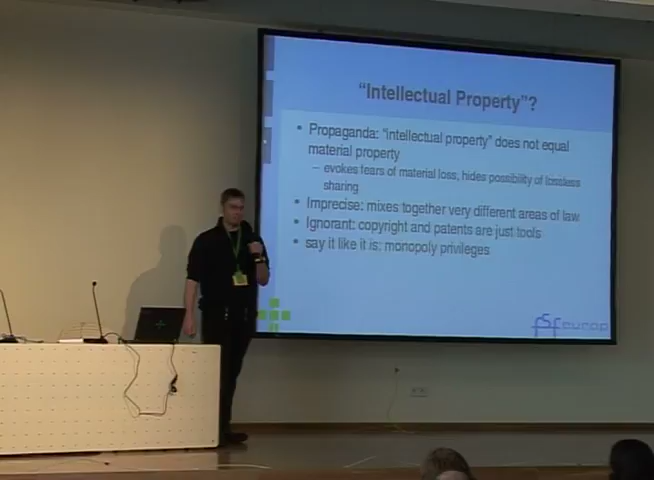 "Intellectual Property"?
• Propaganda: "intellectual property" does not equal
material property
– evokes fears of material loss, hides possibility of lossless
sharing
• Imprecise: mixes together very different areas of law
• Ignorant: copyright and patents are just tools
• say it like it is: monopoly privileges
fsfeurope